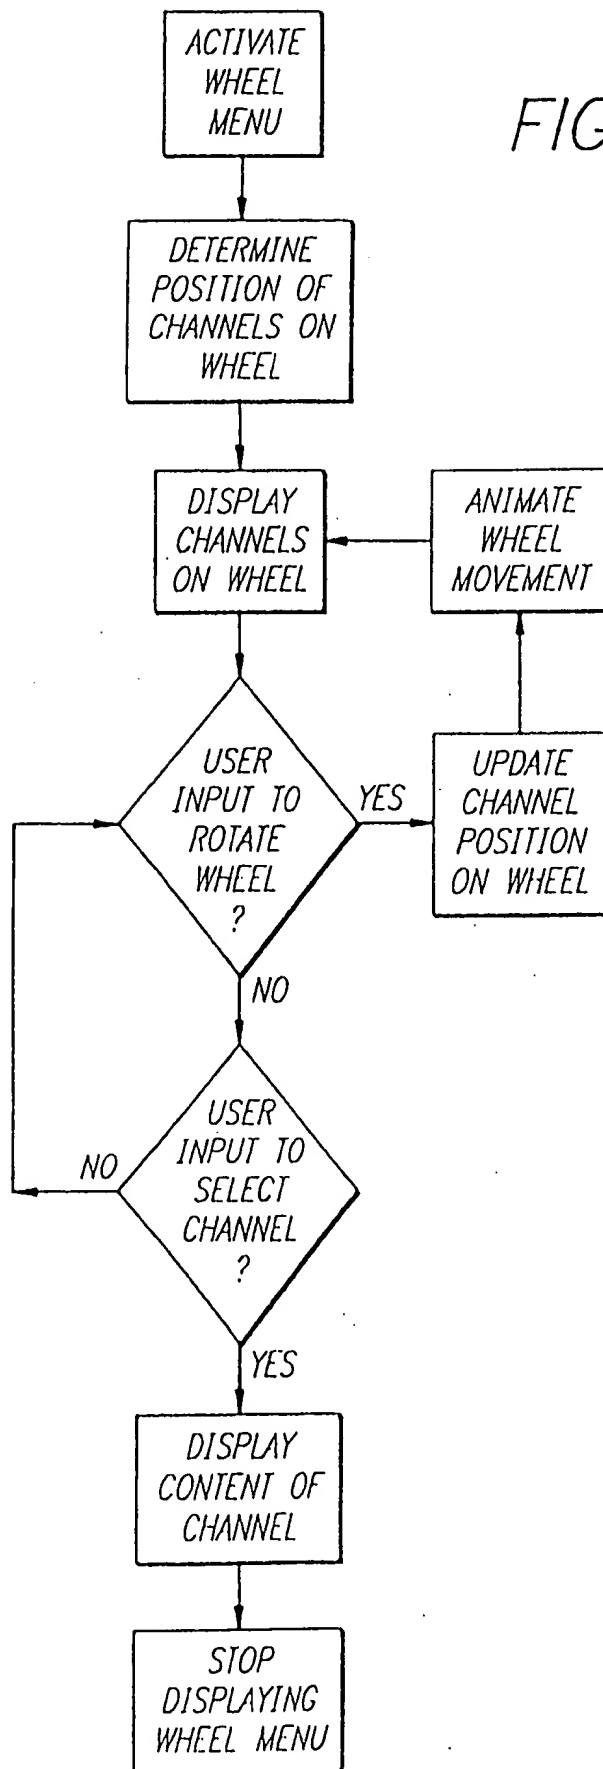 ACTIVATE
WHEEL
MENU
FIG
DETERMINE
POSITION OF
CHANNELS ON
WHEEL
DISPLAY
CHANNELS
ON WHEEL
ANIMATE
WHEEL
MOVEMENT
USER
INPUT TO
ROTATE
WHEEL
?
YES
UPDATE
CHANNEL
POSITION
ON WHEEL
NO
USER
INPUT TO
SELECT
CHANNEL
?
NO
YES
DISPLAY
CONTENT OF
CHANNEL
STOP
DISPLAYING
WHEEL MENU